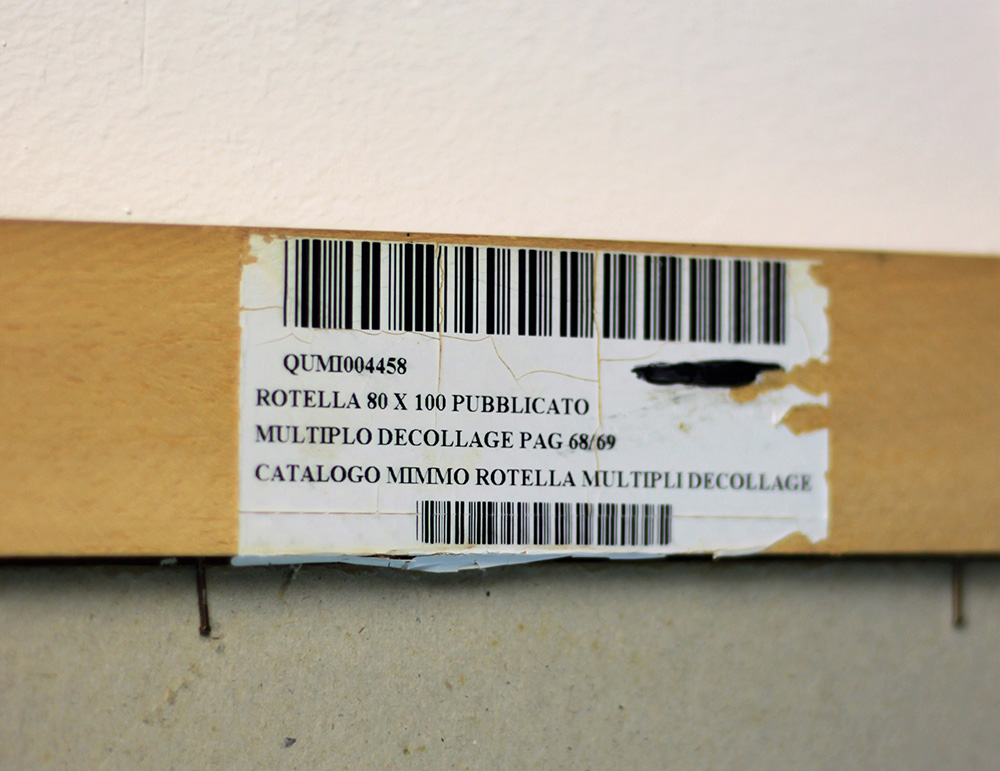 QUMI004458
ROTELLA 80 X 100 PUBBLICATO
MULTIPLO DECOLLAGE PAG 68/69
CATALOGO MIMMO ROTELLA MULTIPLI DECOLLAGE